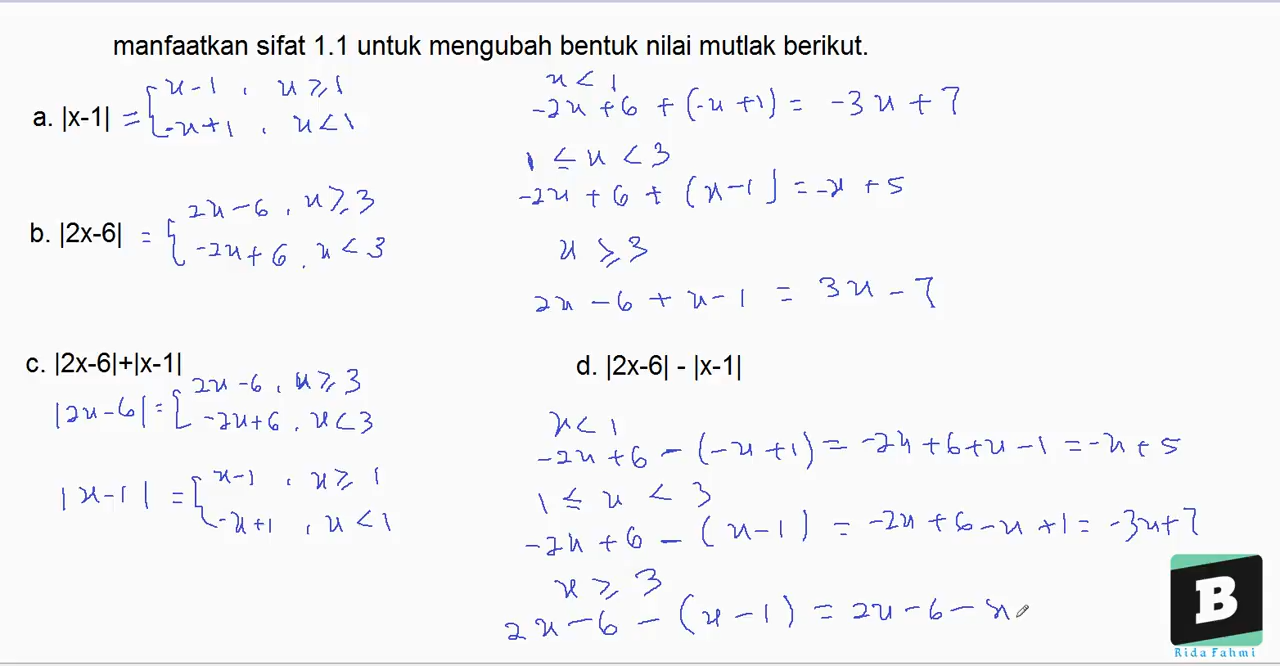 manfaatkan sifat 1.1 untuk mengubah bentuk nilai mutlak berikut.
a. |x-1| = { x-1 , x ≥ 1
-x+1 , x < 1
b. |2x-6| = { 2x-6 , x ≥ 3
-2x+6 , x < 3
c. |2x-6|+|x-1|
|2x-6| = { 2x-6 , x ≥ 3
-2x+6 , x < 3
|x-1| = { x-1 , x ≥ 1
-x+1 , x < 1
x < 1
-2x+6 + (-x+1) = -3x+7
1 ≤ x < 3
-2x+6 + (x-1) = -x+5
x ≥ 3
2x-6+x-1 = 3x-7
d. |2x-6| - |x-1|
x < 1
-2x+6 - (-x+1) = -2x+6+x-1 = -x+5
1 ≤ x < 3
-2x+6 - (x-1) = -2x+6-x+1 = -3x+7
x ≥ 3
2x-6 - (x-1) = 2x-6-x
B
Rida Fahmi